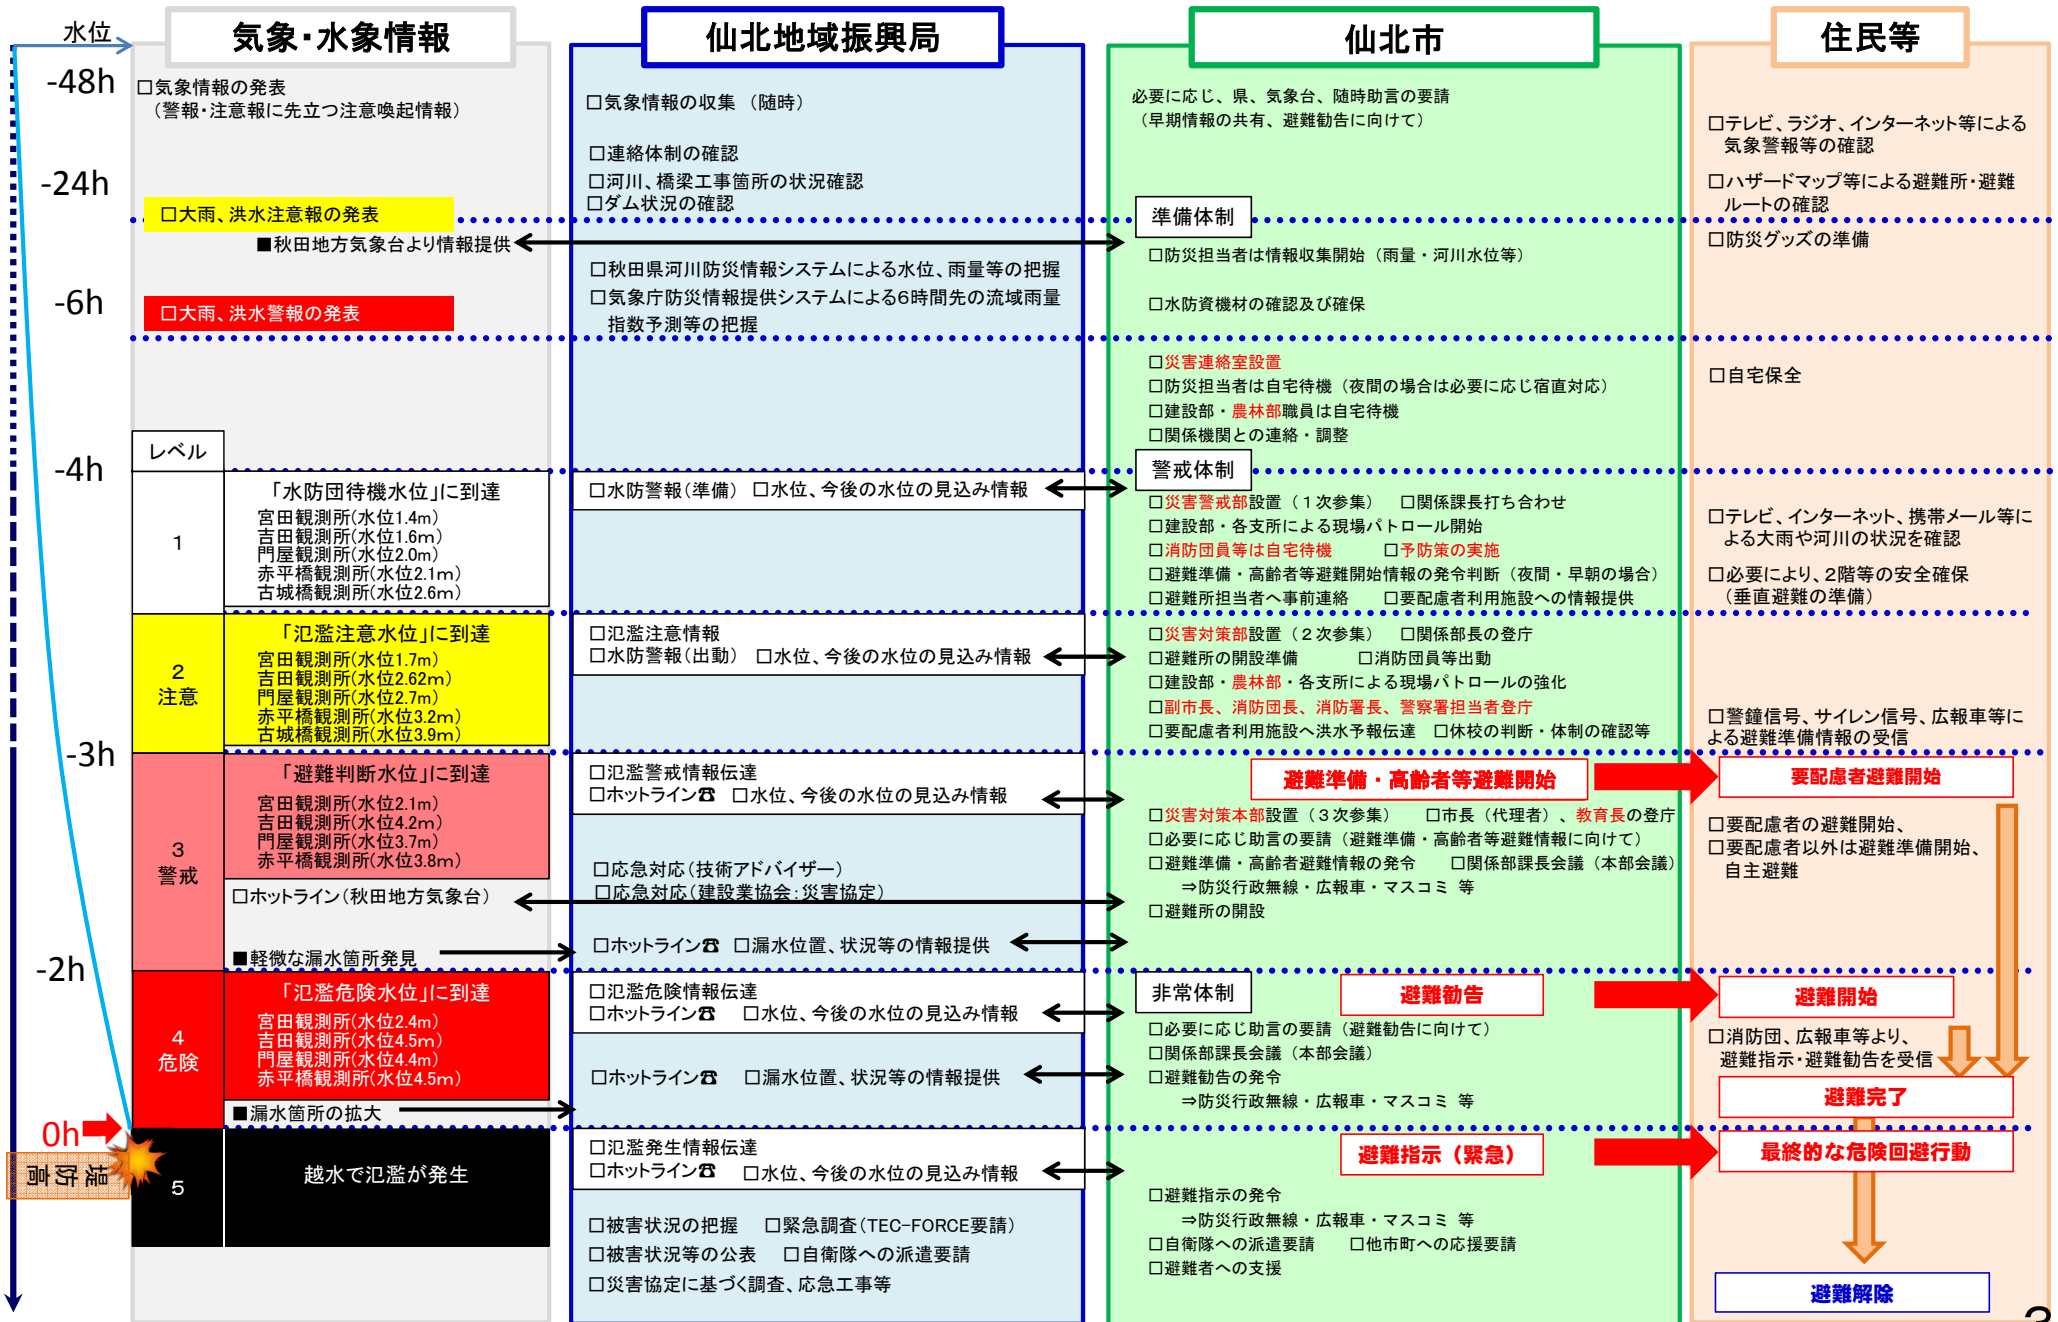 水位
気象・水象情報
仙北地域振興局
仙北市
住民等
-48h
-24h
-6h
-4h
-3h
-2h
0h
堤防高
□気象情報の発表
(警報・注意報に先立つ注意喚起情報)
□大雨、洪水注意報の発表
■秋田地方気象台より情報提供
□大雨、洪水警報の発表
レベル
1
「水防団待機水位」に到達
宮田観測所(水位1.4m)
吉田観測所(水位1.6m)
門屋観測所(水位2.0m)
赤平橋観測所(水位2.1m)
古城橋観測所(水位2.6m)
2
注意
「氾濫注意水位」に到達
宮田観測所(水位1.7m)
吉田観測所(水位2.62m)
門屋観測所(水位2.7m)
赤平橋観測所(水位3.2m)
古城橋観測所(水位3.9m)
3
警戒
「避難判断水位」に到達
宮田観測所(水位2.1m)
吉田観測所(水位4.2m)
門屋観測所(水位3.7m)
赤平橋観測所(水位3.8m)
□ホットライン(秋田地方気象台)
■軽微な漏水箇所発見
4
危険
「氾濫危険水位」に到達
宮田観測所(水位2.4m)
吉田観測所(水位4.5m)
門屋観測所(水位4.4m)
赤平橋観測所(水位4.5m)
■漏水箇所の拡大
5
越水で氾濫が発生
□気象情報の収集 (随時)
□連絡体制の確認
□河川、橋梁工事箇所の状況確認
□ダム状況の確認
□秋田県河川防災情報システムによる水位、雨量等の把握
□気象庁防災情報提供システムによる6時間先の流域雨量
指数予測等の把握
□水防警報(準備) □水位、今後の水位の見込み情報
□氾濫注意情報
□水防警報(出動) □水位、今後の水位の見込み情報
□氾濫警戒情報伝達
□ホットライン☎ □水位、今後の水位の見込み情報
□応急対応(技術アドバイザー)
□応急対応(建設業協会:災害協定)
□ホットライン☎ □漏水位置、状況等の情報提供
□氾濫危険情報伝達
□ホットライン☎ □水位、今後の水位の見込み情報
□ホットライン☎ □漏水位置、状況等の情報提供
□氾濫発生情報伝達
□ホットライン☎ □水位、今後の水位の見込み情報
□被害状況の把握 □緊急調査(TEC-FORCE要請)
□被害状況等の公表 □自衛隊への派遣要請
□災害協定に基づく調査、応急工事等
必要に応じ、県、気象台、随時助言の要請
(早期情報の共有、避難勧告に向けて)
準備体制
□防災担当者は情報収集開始(雨量・河川水位等)
□水防資機材の確認及び確保
□災害連絡室設置
□防災担当者は自宅待機(夜間の場合は必要に応じ宿直対応)
□建設部・農林部職員は自宅待機
□関係機関との連絡・調整
警戒体制
□災害警戒部設置(1次参集) □関係課長打ち合わせ
□建設部・各支所による現場パトロール開始
□消防団員等は自宅待機 □予防策の実施
□避難準備・高齢者等避難開始情報の発令判断(夜間・早朝の場合)
□避難所担当者へ事前連絡 □要配慮者利用施設への情報提供
□災害対策部設置(2次参集) □関係部長の登庁
□避難所の開設準備 □消防団員等出動
□建設部・農林部・各支所による現場パトロールの強化
□副市長、消防団長、消防署長、警察署担当者登庁
□要配慮者利用施設へ洪水予報伝達 □休校の判断・体制の確認等
避難準備・高齢者等避難開始
□災害対策本部設置(3次参集) □市長(代理者)、教育長の登庁
□必要に応じ助言の要請(避難準備・高齢者等避難情報に向けて)
□避難準備・高齢者避難情報の発令 □関係部課長会議(本部会議)
⇒防災行政無線・広報車・マスコミ 等
□避難所の開設
非常体制
避難勧告
□必要に応じ助言の要請(避難勧告に向けて)
□関係部課長会議(本部会議)
□避難勧告の発令
⇒防災行政無線・広報車・マスコミ 等
避難指示(緊急)
□避難指示の発令
⇒防災行政無線・広報車・マスコミ 等
□自衛隊への派遣要請 □他市町への応援要請
□避難者への支援
□テレビ、ラジオ、インターネット等による
気象警報等の確認
□ハザードマップ等による避難所・避難
ルートの確認
□防災グッズの準備
□自宅保全
□テレビ、インターネット、携帯メール等に
よる大雨や河川の状況を確認
□必要により、2階等の安全確保
(垂直避難の準備)
□警鐘信号、サイレン信号、広報車等に
よる避難準備情報の受信
要配慮者避難開始
□要配慮者の避難開始、
□要配慮者以外は避難準備開始、
自主避難
避難開始
□消防団、広報車等より、
避難指示・避難勧告を受信
避難完了
最終的な危険回避行動
避難解除